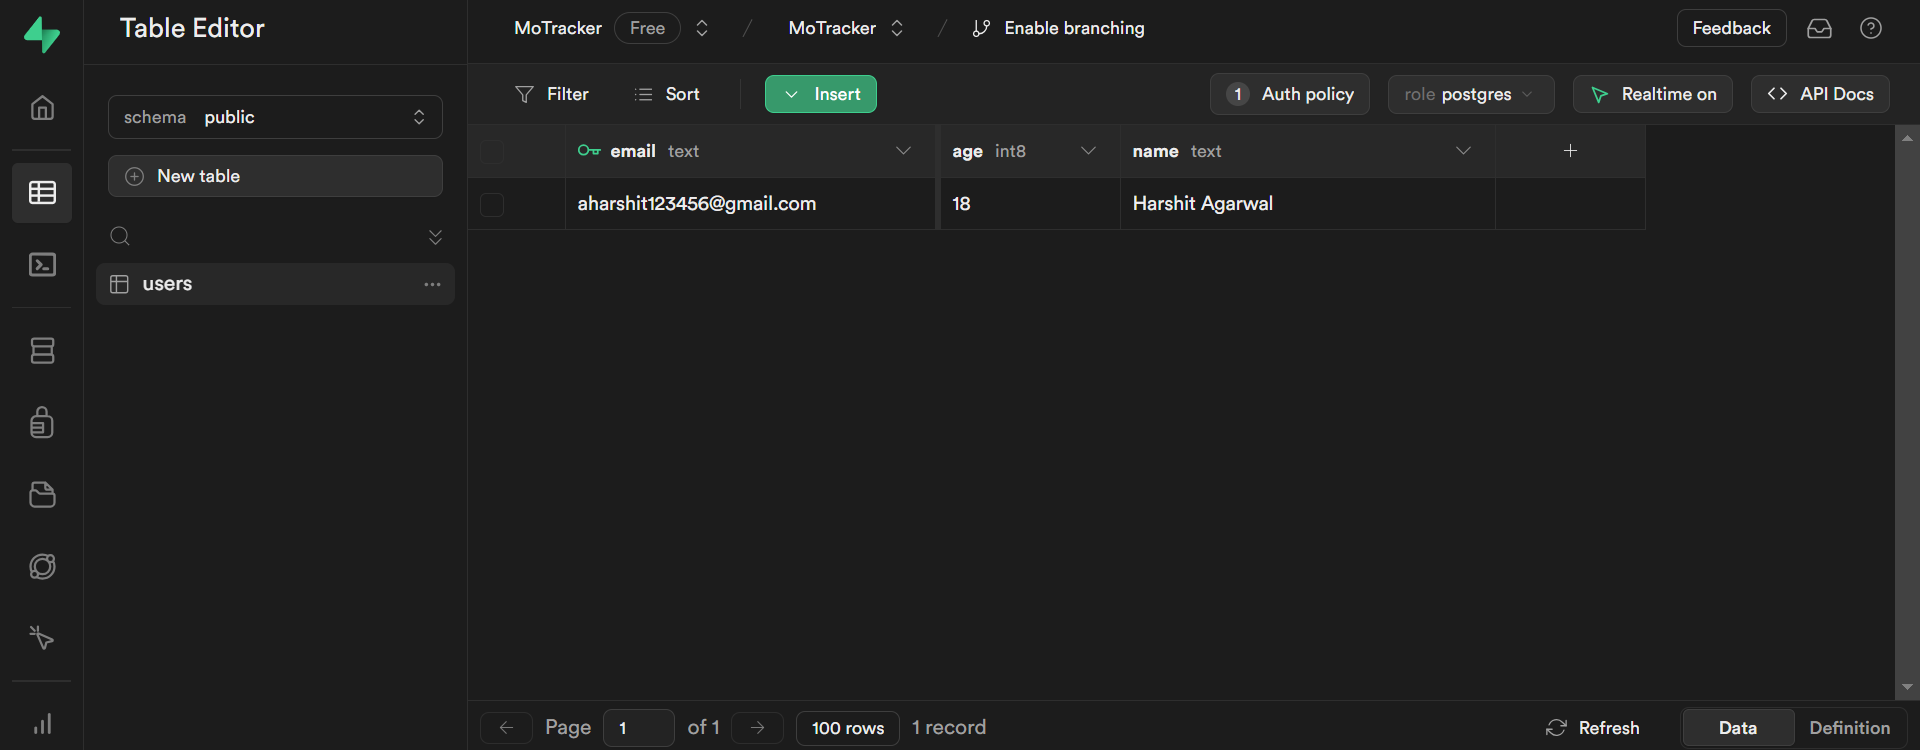 Table Editor
MoTracker Free / MoTracker / Enable branching
Feedback
schema public
Filter Sort Insert
1 Auth policy role postgres Realtime on API Docs
New table
email text age int8 name text +
aharshit123456@gmail.com 18 Harshit Agarwal
users
Page 1 of 1 100 rows 1 record
Refresh Data Definition